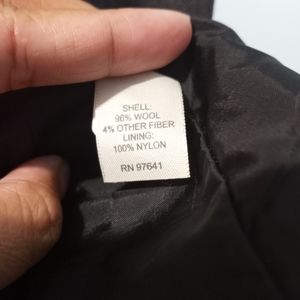 SHELL:
96% WOOL
4% OTHER FIBER
LINING:
100% NYLON
RN 97641